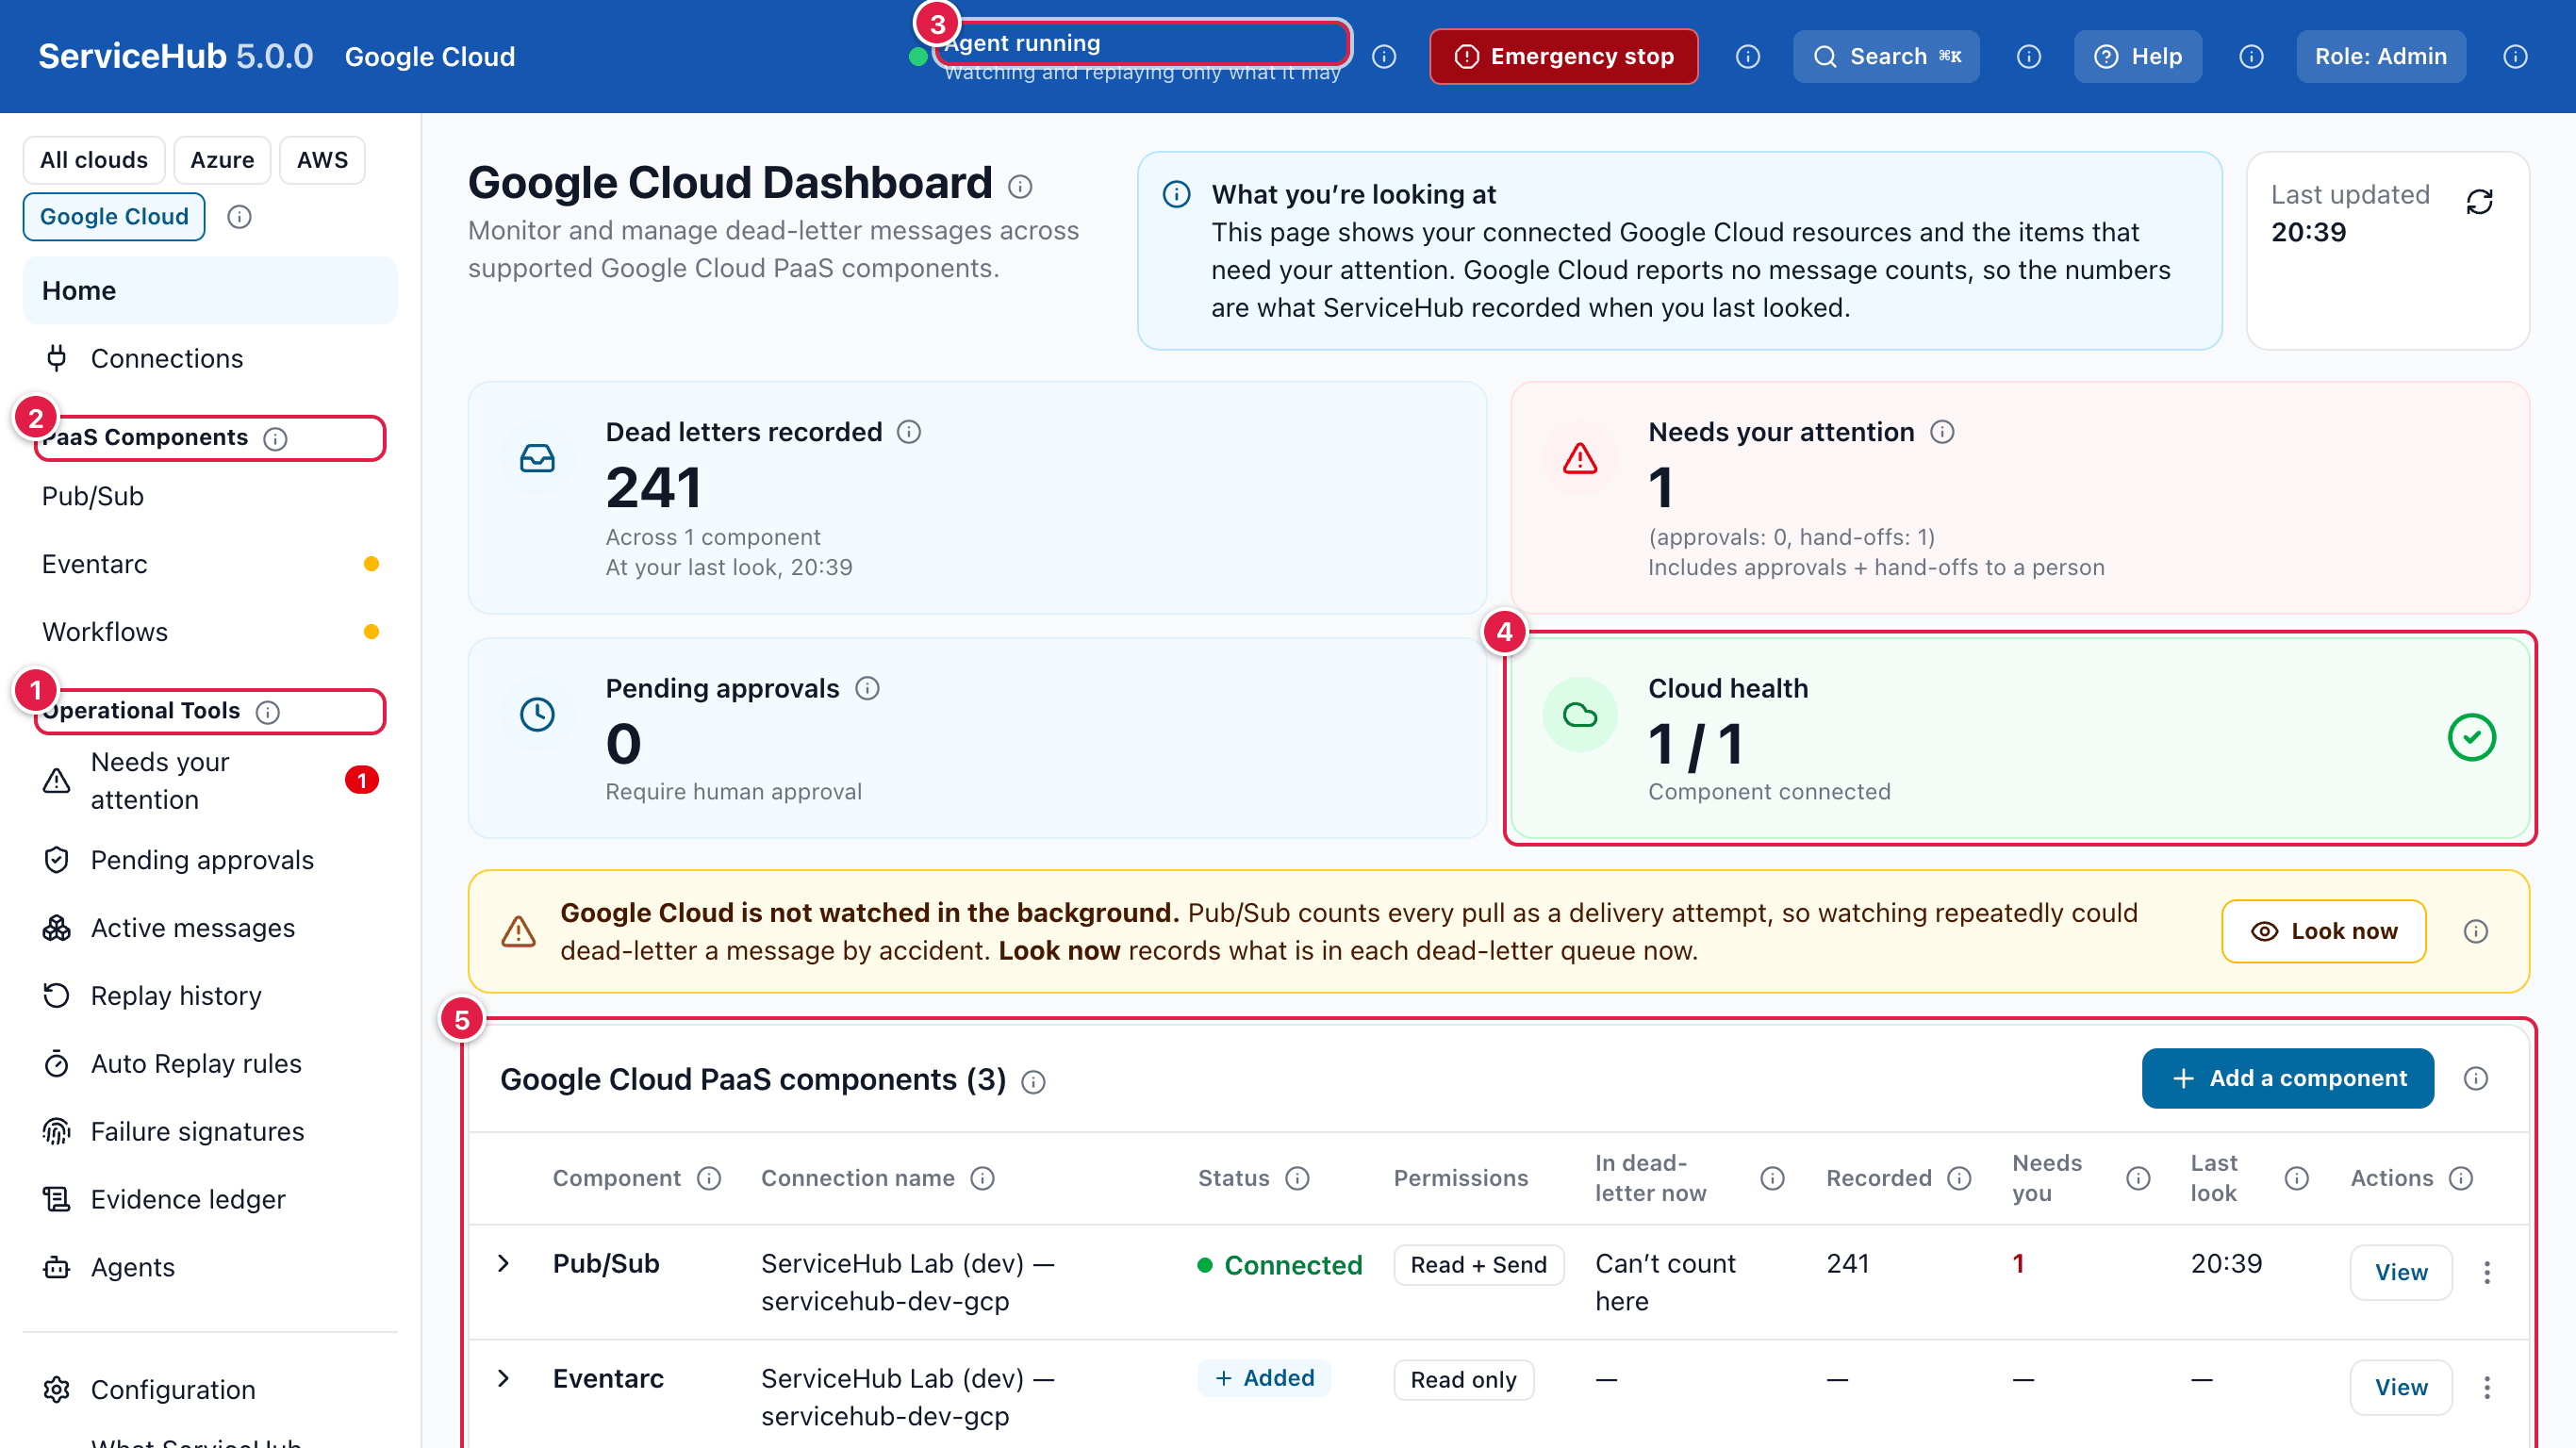 ServiceHub 5.0.0
Google Cloud
3
Agent running
Watching and replaying only what it may
Emergency stop
Search ⌘K
Help
Role: Admin
All clouds
Azure
AWS
Google Cloud
Home
Connections
2
PaaS Components
Pub/Sub
Eventarc
Workflows
1
Operational Tools
Needs your
attention
1
Pending approvals
Active messages
Replay history
Auto Replay rules
Failure signatures
Evidence ledger
Agents
Configuration
What ServiceHub
Google Cloud Dashboard
Monitor and manage dead-letter messages across
supported Google Cloud PaaS components.
What you’re looking at
This page shows your connected Google Cloud resources and the items that
need your attention. Google Cloud reports no message counts, so the numbers
are what ServiceHub recorded when you last looked.
Last updated
20:39
Dead letters recorded
241
Across 1 component
At your last look, 20:39
Needs your attention
1
(approvals: 0, hand-offs: 1)
Includes approvals + hand-offs to a person
Pending approvals
0
Require human approval
4
Cloud health
1 / 1
Component connected
Google Cloud is not watched in the background. Pub/Sub counts every pull as a delivery attempt, so watching repeatedly could
dead-letter a message by accident. Look now records what is in each dead-letter queue now.
Look now
5
Google Cloud PaaS components (3)
+ Add a component
Component
Connection name
Status
Permissions
In dead-
letter now
Recorded
Needs
you
Last
look
Actions
Pub/Sub
ServiceHub Lab (dev) —
servicehub-dev-gcp
Connected
Read + Send
Can’t count
here
241
1
20:39
View
Eventarc
ServiceHub Lab (dev) —
servicehub-dev-gcp
+ Added
Read only
—
—
—
—
View